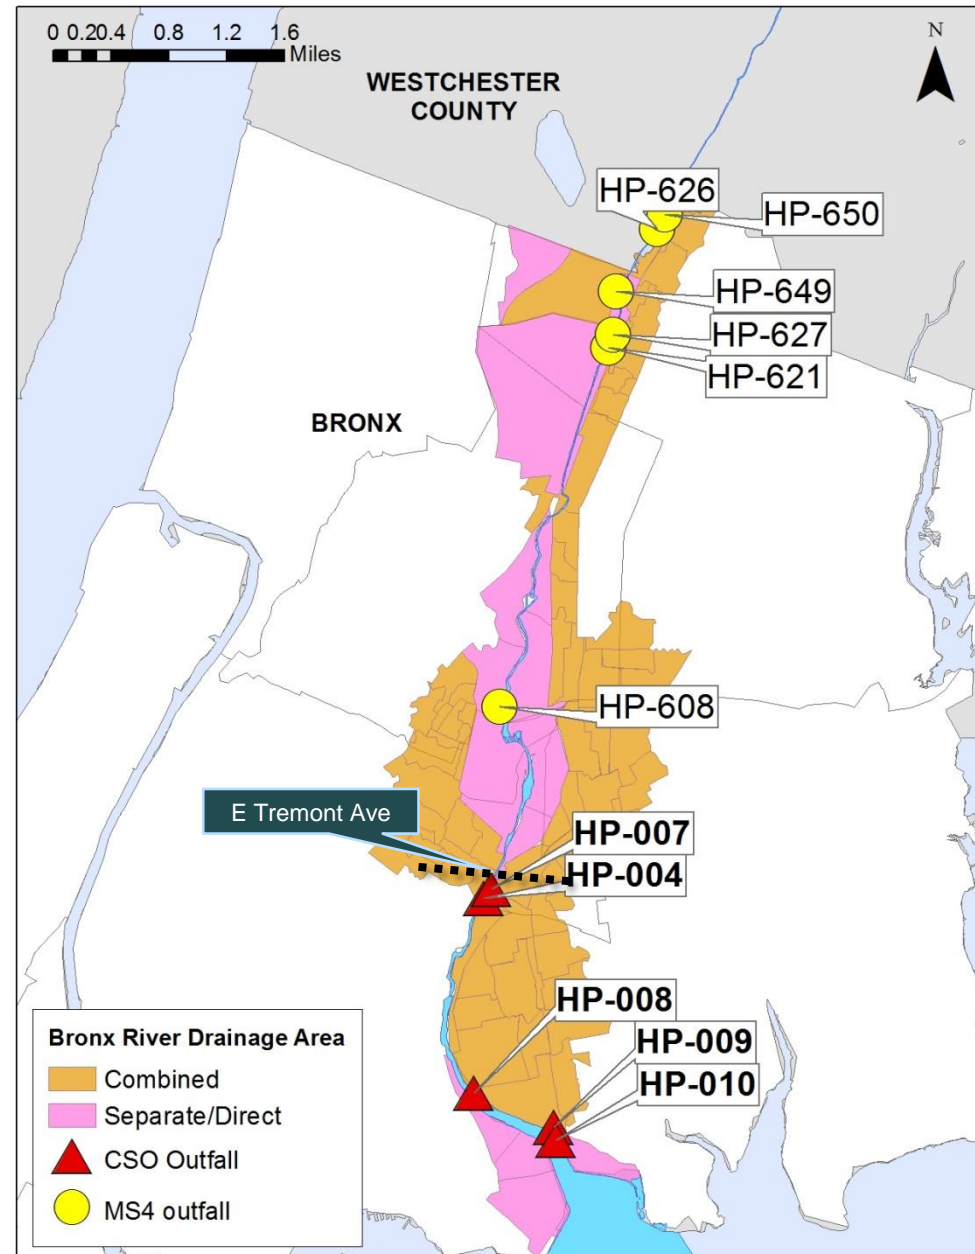 0 0.20.4 0.8 1.2 1.6
Miles
N
WESTCHESTER
COUNTY
HP-626
HP-650
HP-649
HP-627
HP-621
BRONX
HP-608
E Tremont Ave
HP-007
HP-004
HP-008
HP-009
HP-010
Bronx River Drainage Area
Combined
Separate/Direct
CSO Outfall
MS4 outfall